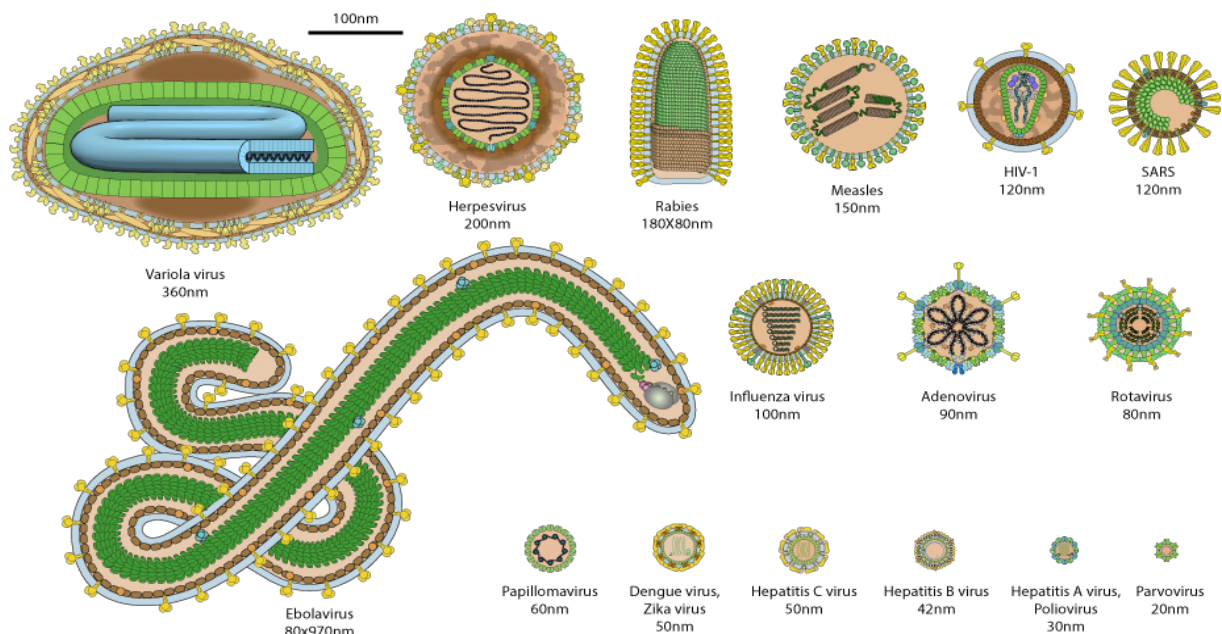 100nm
Variola virus
360nm
Herpesvirus
200nm
Rabies
180X80nm
Measles
150nm
HIV-1
120nm
SARS
120nm
Influenza virus
100nm
Adenovirus
90nm
Rotavirus
80nm
Ebolavirus
80x970nm
Papillomavirus
60nm
Dengue virus,
Zika virus
50nm
Hepatitis C virus
50nm
Hepatitis B virus
42nm
Hepatitis A virus,
Poliovirus
30nm
Parvovirus
20nm